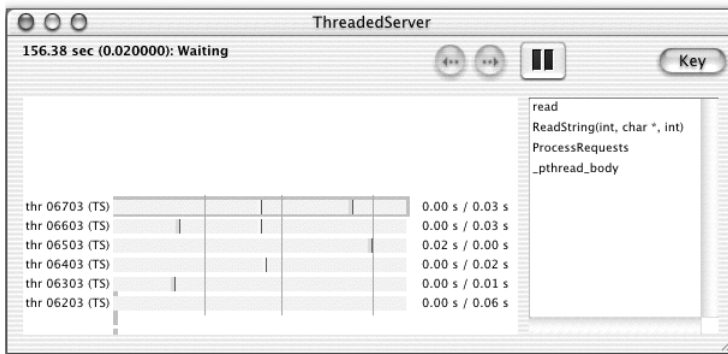 ThreadedServer
156.38 sec (0.020000): Waiting
Key
read
ReadString(int, char *, int)
ProcessRequests
_pthread_body
thr 06703 (TS) 0.00 s / 0.03 s
thr 06603 (TS) 0.00 s / 0.03 s
thr 06503 (TS) 0.02 s / 0.00 s
thr 06403 (TS) 0.00 s / 0.02 s
thr 06303 (TS) 0.00 s / 0.01 s
thr 06203 (TS) 0.00 s / 0.06 s